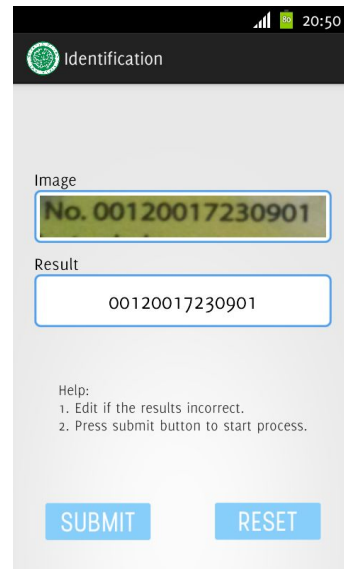 80 20:50
Identification
Image
No. 00120017230901
Result
00120017230901
Help:
1. Edit if the results incorrect.
2. Press submit button to start process.
SUBMIT RESET